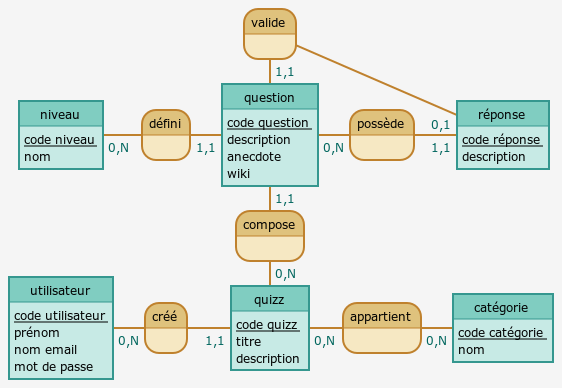 valide
1,1
question
code question
description
anecdote
wiki
niveau
code niveau
nom
0,N
défini
1,1
0,N
possède
0,1
1,1
réponse
code réponse
description
1,1
compose
0,N
utilisateur
code utilisateur
prénom
nom email
mot de passe
0,N
créé
1,1
quizz
code quizz
titre
description
0,N
appartient
0,N
catégorie
code catégorie
nom